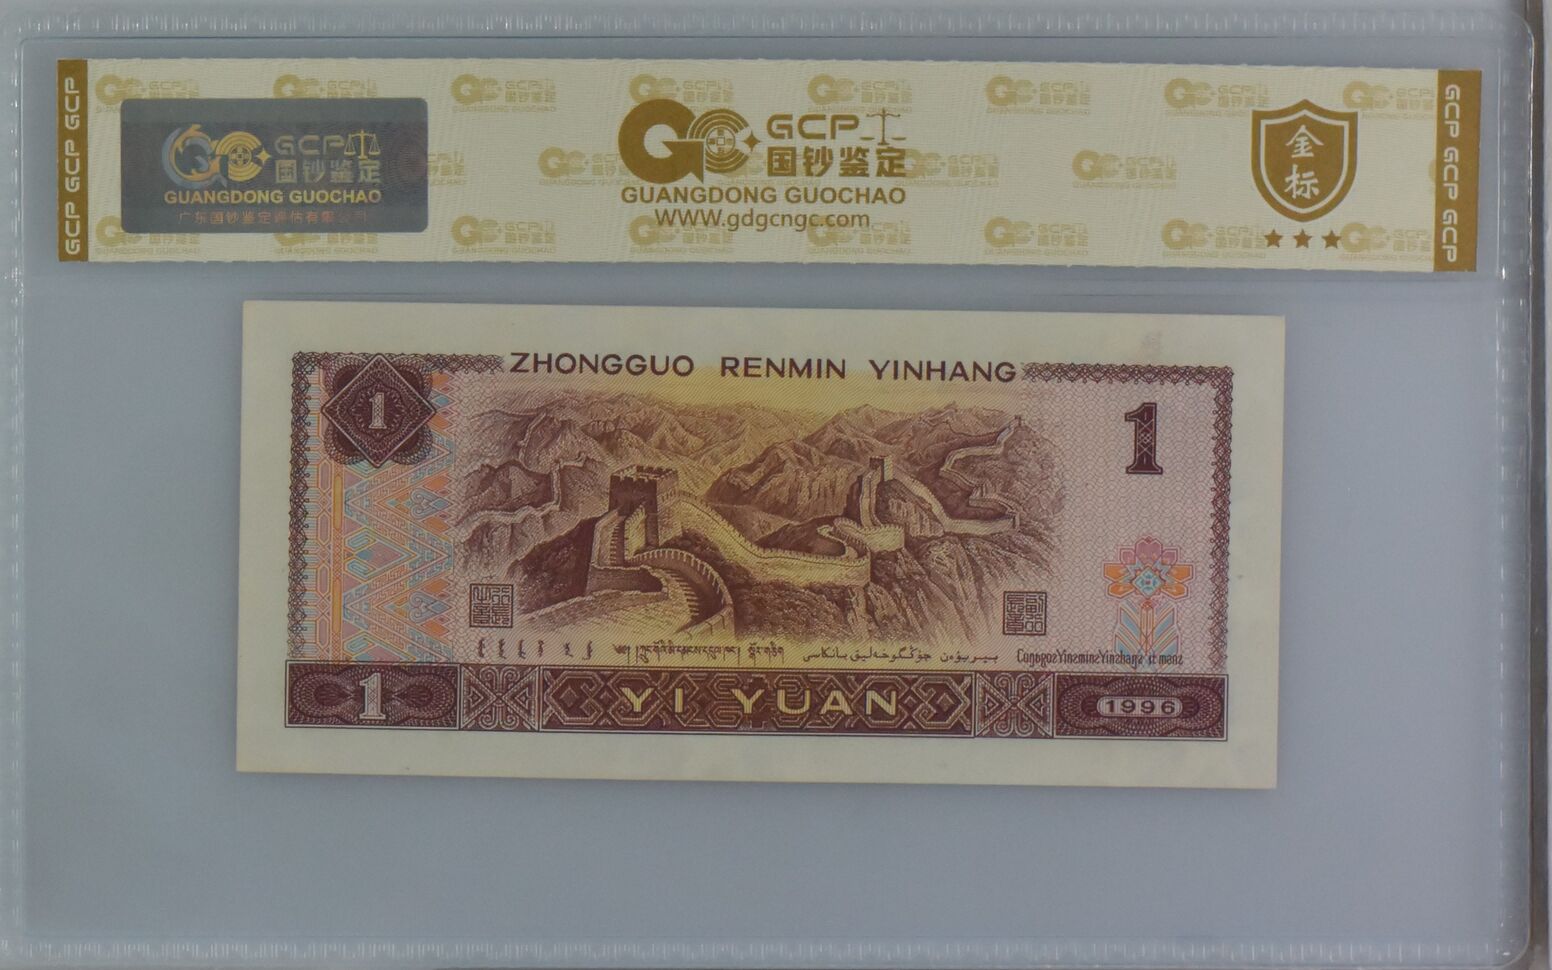 GCP GCP GCP
GCP
国钞鉴定
GUANGDONG GUOCHAO
广东国钞鉴定评估有限公司
GCP
国钞鉴定
GUANGDONG GUOCHAO
WWW.gdgcngc.com
金标
GCP GCP GCP
ZHONGGUO RENMIN YINHANG
1
1
1
YI YUAN
1996